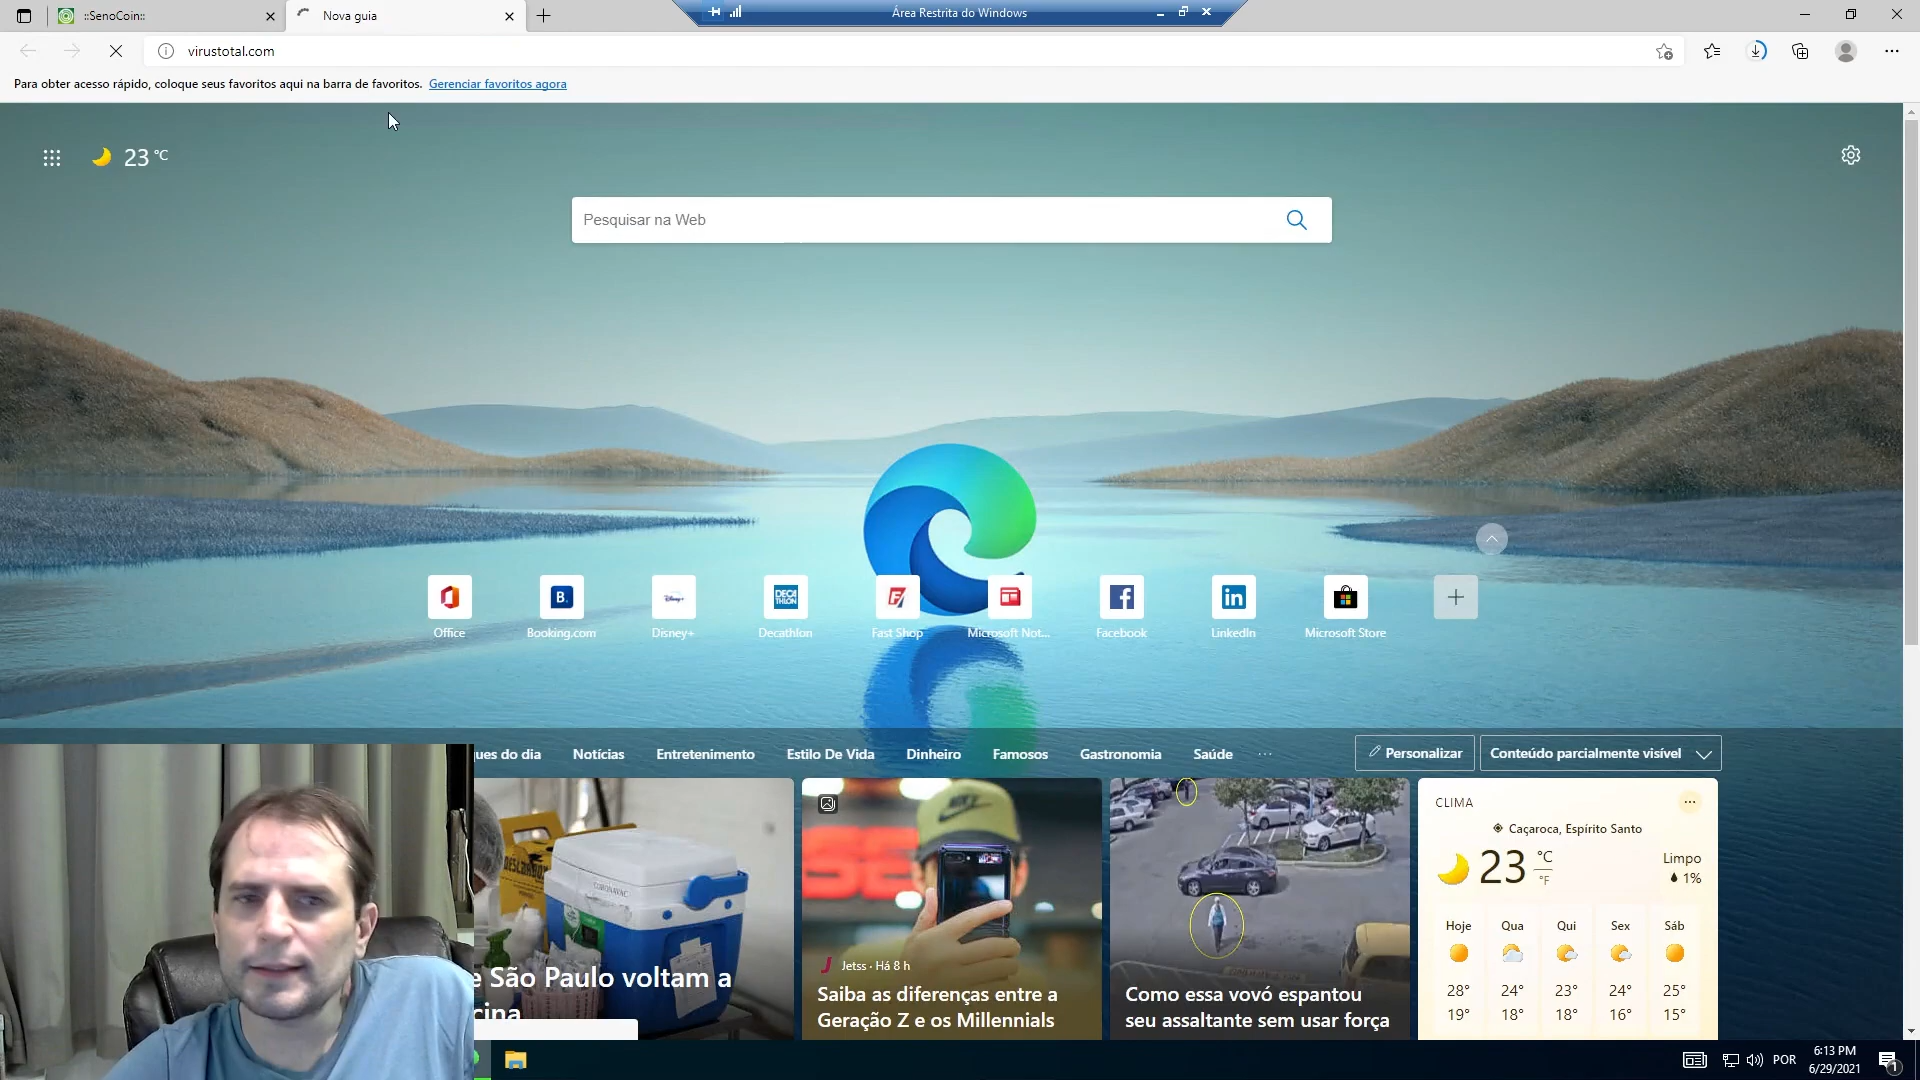 ::SenoCoin::
Nova guia
Área Restrita do Windows
virustotal.com
Para obter acesso rápido, coloque seus favoritos aqui na barra de favoritos. Gerenciar favoritos agora
23 °C
Pesquisar na Web
Office
Booking.com
Disney+
Decathlon
Fast Shop
Microsoft Not...
Facebook
LinkedIn
Microsoft Store
ues do dia
Notícias
Entretenimento
Estilo De Vida
Dinheiro
Famosos
Gastronomia
Saúde
...
Personalizar
Conteúdo parcialmente visível
e São Paulo voltam a
cina
Jetss · Há 8 h
Saiba as diferenças entre a
Geração Z e os Millennials
Como essa vovó espantou
seu assaltante sem usar força
CLIMA
Caçaroca, Espírito Santo
23 °C
°F
Limpo
1%
Hoje Qua Qui Sex Sáb
28° 24° 23° 24° 25°
19° 18° 18° 16° 15°
POR
6:13 PM
6/29/2021
1